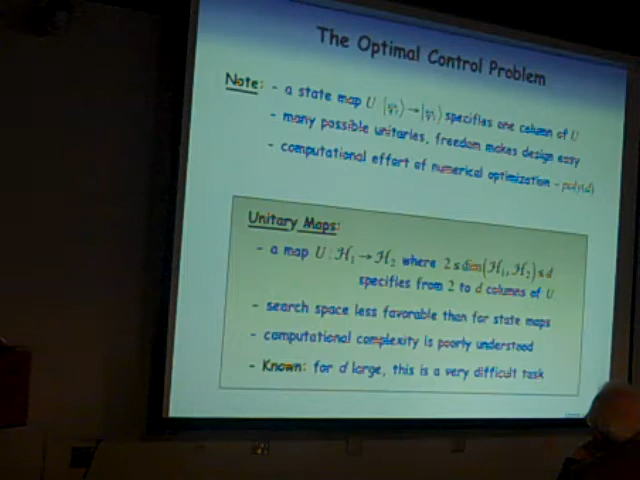 The Optimal Control Problem
Note: - a state map U |ψ⟩ → |ψ⟩ specifies one column of U
- many possible unitaries, freedom makes design easy
- computational effort of numerical optimization ~ poly(d)
Unitary Maps:
- a map U : ℋ₁ → ℋ₂ where 2 ≤ dim(ℋ₁, ℋ₂) ≤ d
specifies from 2 to d columns of U
- search space less favorable than for state maps
- computational complexity is poorly understood
- Known: for d large, this is a very difficult task